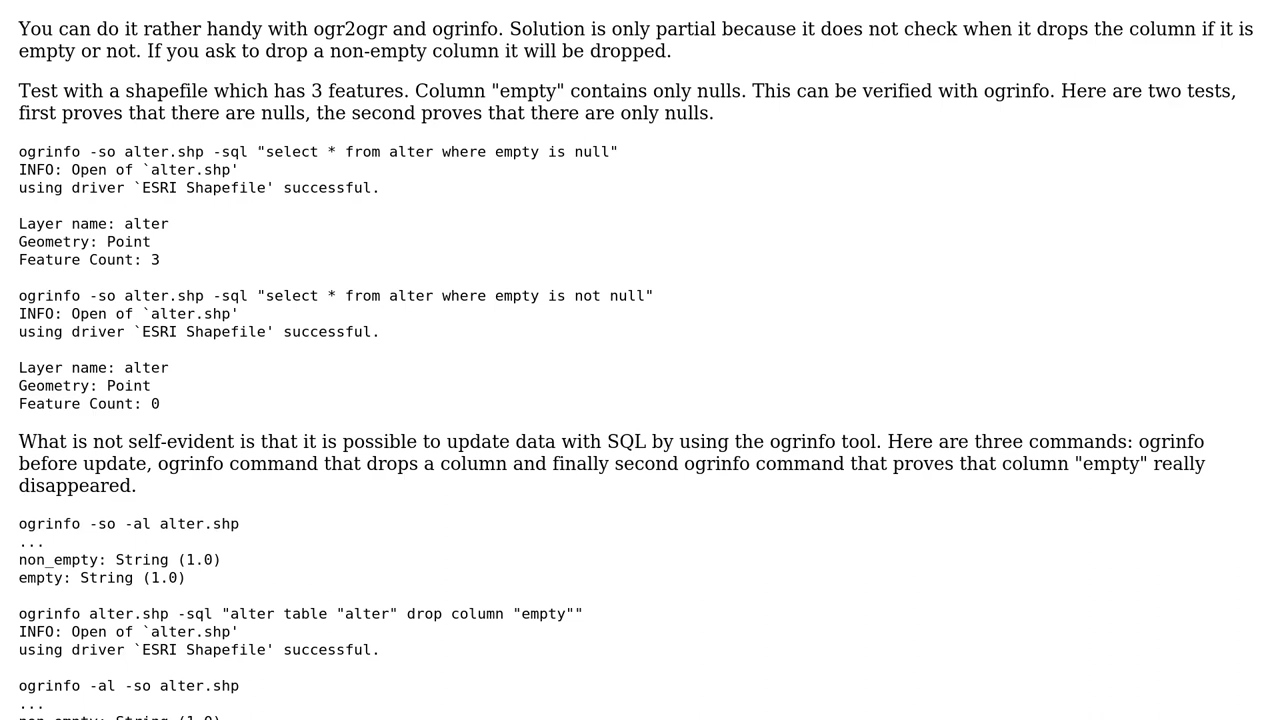 You can do it rather handy with ogr2ogr and ogrinfo. Solution is only partial because it does not check when it drops the column if it is
empty or not. If you ask to drop a non-empty column it will be dropped.
Test with a shapefile which has 3 features. Column "empty" contains only nulls. This can be verified with ogrinfo. Here are two tests,
first proves that there are nulls, the second proves that there are only nulls.
ogrinfo -so alter.shp -sql "select * from alter where empty is null"
INFO: Open of `alter.shp'
using driver `ESRI Shapefile' successful.
Layer name: alter
Geometry: Point
Feature Count: 3
ogrinfo -so alter.shp -sql "select * from alter where empty is not null"
INFO: Open of `alter.shp'
using driver `ESRI Shapefile' successful.
Layer name: alter
Geometry: Point
Feature Count: 0
What is not self-evident is that it is possible to update data with SQL by using the ogrinfo tool. Here are three commands: ogrinfo
before update, ogrinfo command that drops a column and finally second ogrinfo command that proves that column "empty" really
disappeared.
ogrinfo -so -al alter.shp
...
non_empty: String (1.0)
empty: String (1.0)
ogrinfo alter.shp -sql "alter table "alter" drop column "empty""
INFO: Open of `alter.shp'
using driver `ESRI Shapefile' successful.
ogrinfo -al -so alter.shp
...
non_empty: String (1.0)